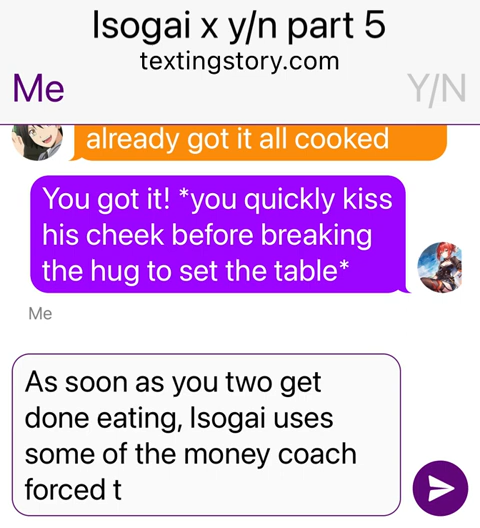 Isogai x y/n part 5
textingstory.com
Me
Y/N
already got it all cooked
You got it! *you quickly kiss
his cheek before breaking
the hug to set the table*
Me
As soon as you two get
done eating, Isogai uses
some of the money coach
forced t